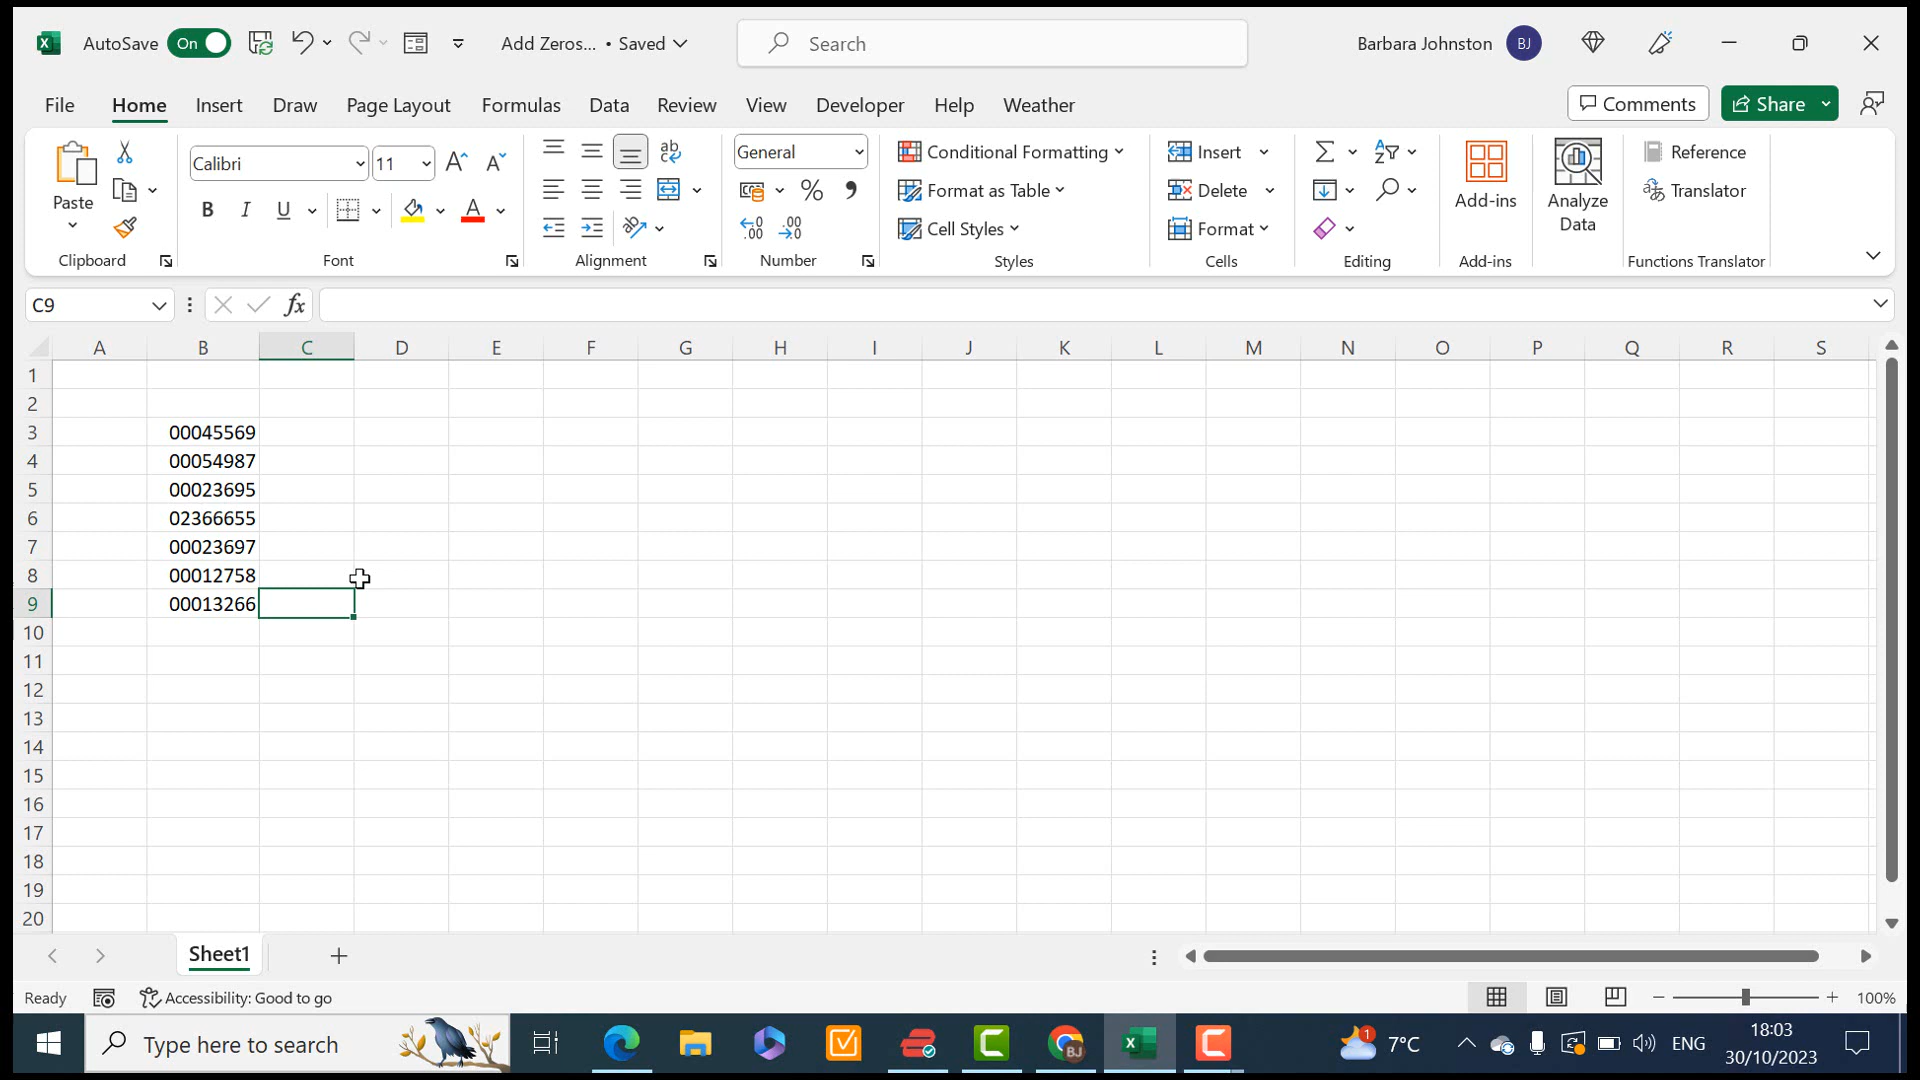 AutoSave On Add Zeros... • Saved Search Barbara Johnston BJ
File Home Insert Draw Page Layout Formulas Data Review View Developer Help Weather Comments Share
Paste
Clipboard
Calibri 11
B I U A
Font
ab
Alignment
General
% 9
Number
Conditional Formatting
Format as Table
Cell Styles
Styles
Insert
Delete
Format
Cells
Editing
Add-ins
Add-ins
Analyze
Data
Reference
Translator
Functions Translator
C9 fx
A B C D E F G H I J K L M N O P Q R S
1
2
3 00045569
4 00054987
5 00023695
6 02366655
7 00023697
8 00012758
9 00013266
10
11
12
13
14
15
16
17
18
19
20
Sheet1
Ready Accessibility: Good to go 100%
Type here to search BJ 1 7°C ENG 18:03
30/10/2023